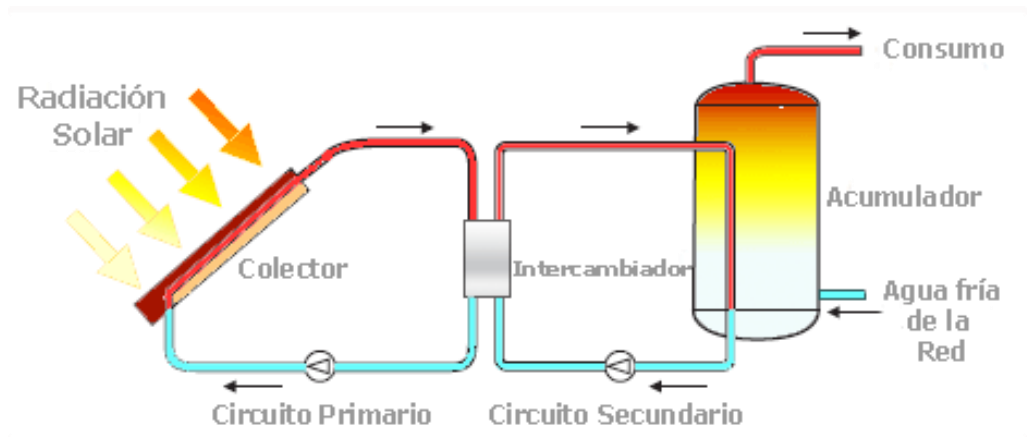 Consumo
Radiación
Solar
Acumulador
Colector
Intercambiador
Agua fría
de la
Red
Circuito Primario
Circuito Secundario